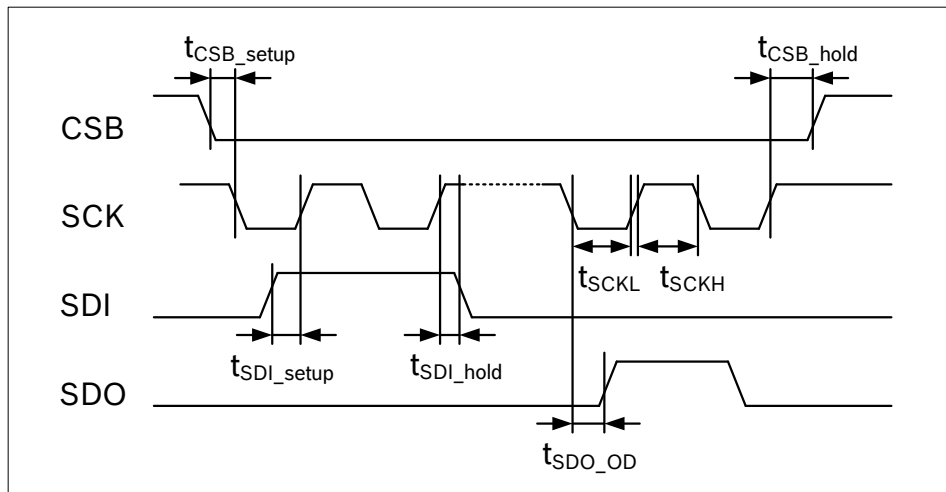 tCSB_setup
tCSB_hold
CSB
SCK
tSCKL
tSCKH
SDI
tSDI_setup
tSDI_hold
SDO
tSDO_OD